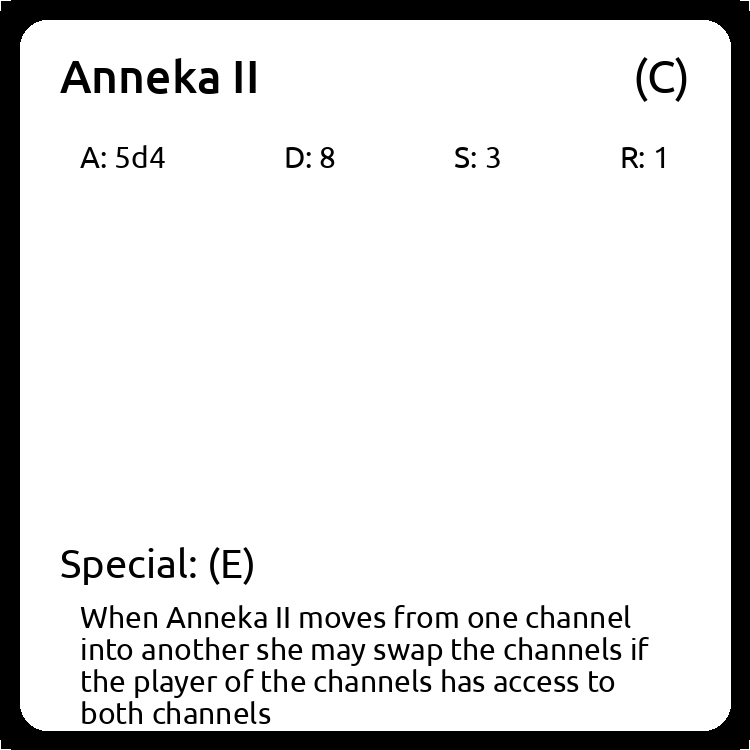 Anneka II (C)
A: 5d4 D: 8 S: 3 R: 1
Special: (E)
When Anneka II moves from one channel
into another she may swap the channels if
the player of the channels has access to
both channels